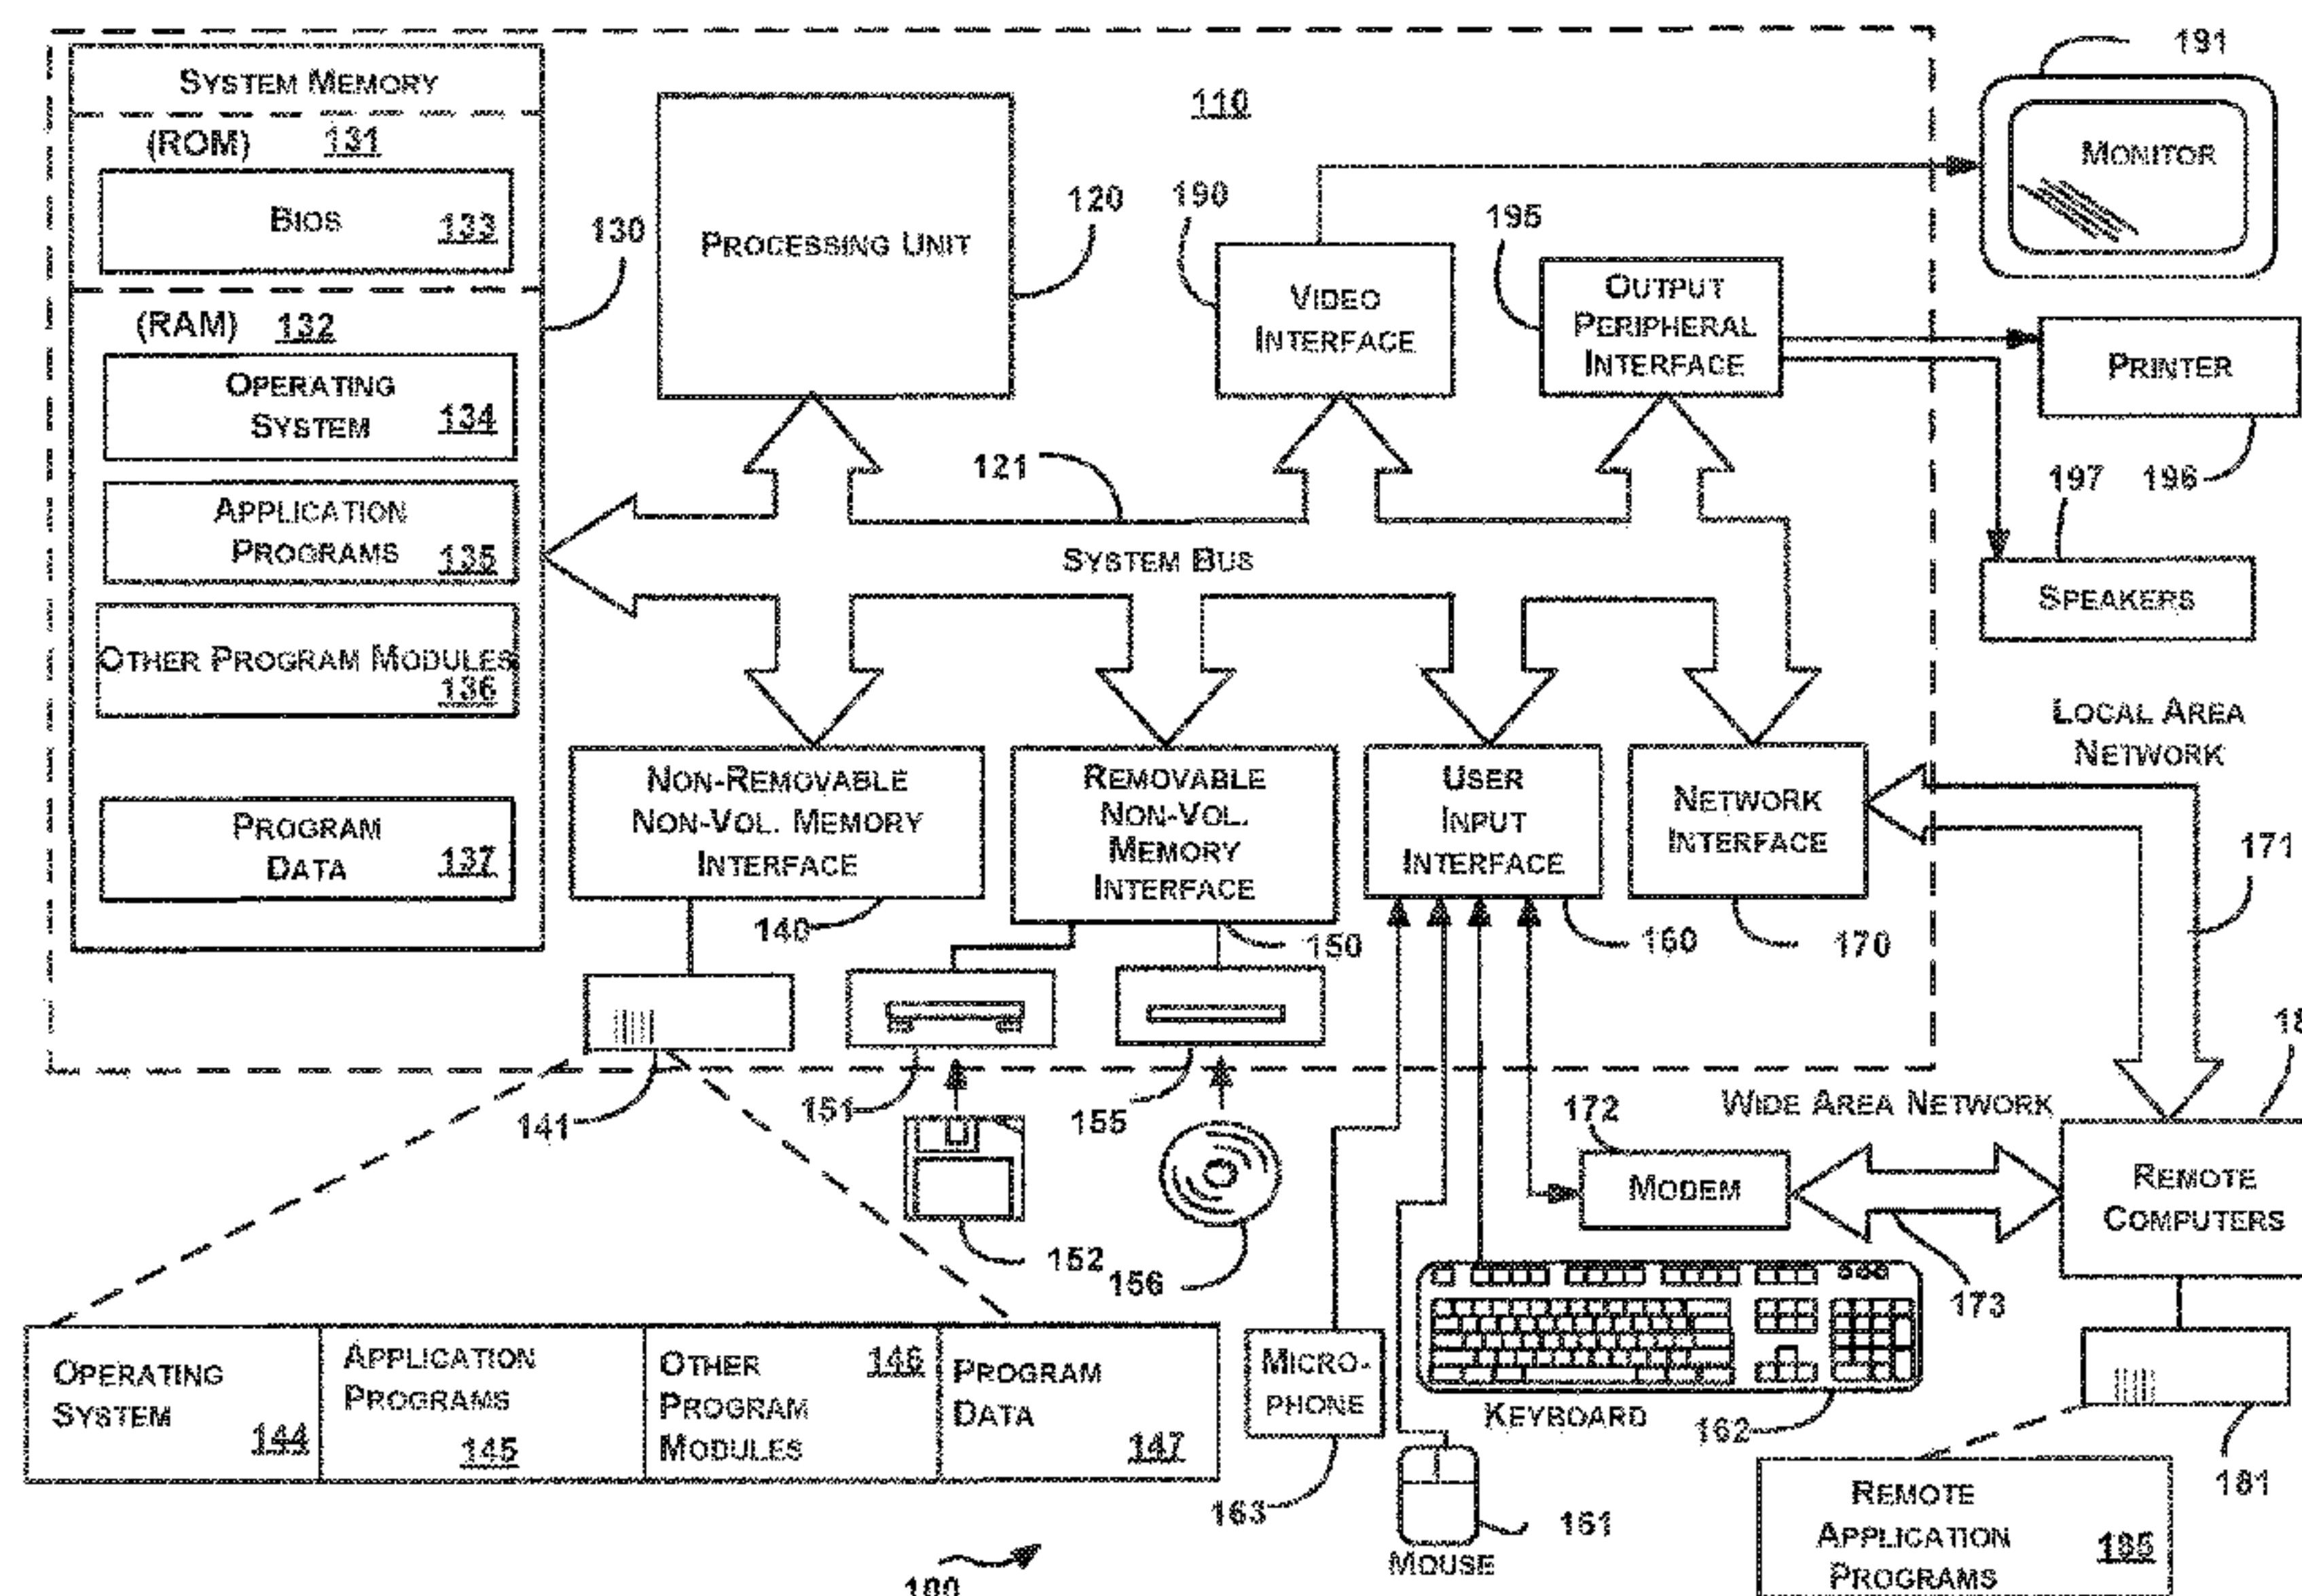 SYSTEM MEMORY
(ROM) 131
BIOS 133
130
(RAM) 132
OPERATING
SYSTEM 134
APPLICATION
PROGRAMS 135
OTHER PROGRAM MODULES
136
PROGRAM
DATA 137
PROCESSING UNIT
120
110
190
VIDEO
INTERFACE
195
OUTPUT
PERIPHERAL
INTERFACE
191
MONITOR
PRINTER
196
197
SPEAKERS
121
SYSTEM BUS
NON-REMOVABLE
NON-VOL. MEMORY
INTERFACE
140
REMOVABLE
NON-VOL.
MEMORY
INTERFACE
150
USER
INPUT
INTERFACE
160
NETWORK
INTERFACE
170
LOCAL AREA
NETWORK
171
141
151
152
155
156
172
MODEM
WIDE AREA NETWORK
173
REMOTE
COMPUTERS
OPERATING
SYSTEM 144
APPLICATION
PROGRAMS
145
OTHER 146
PROGRAM
MODULES
PROGRAM
DATA 147
MICRO-
PHONE
163
KEYBOARD
162
161
MOUSE
181
REMOTE
APPLICATION 185
PROGRAMS
100